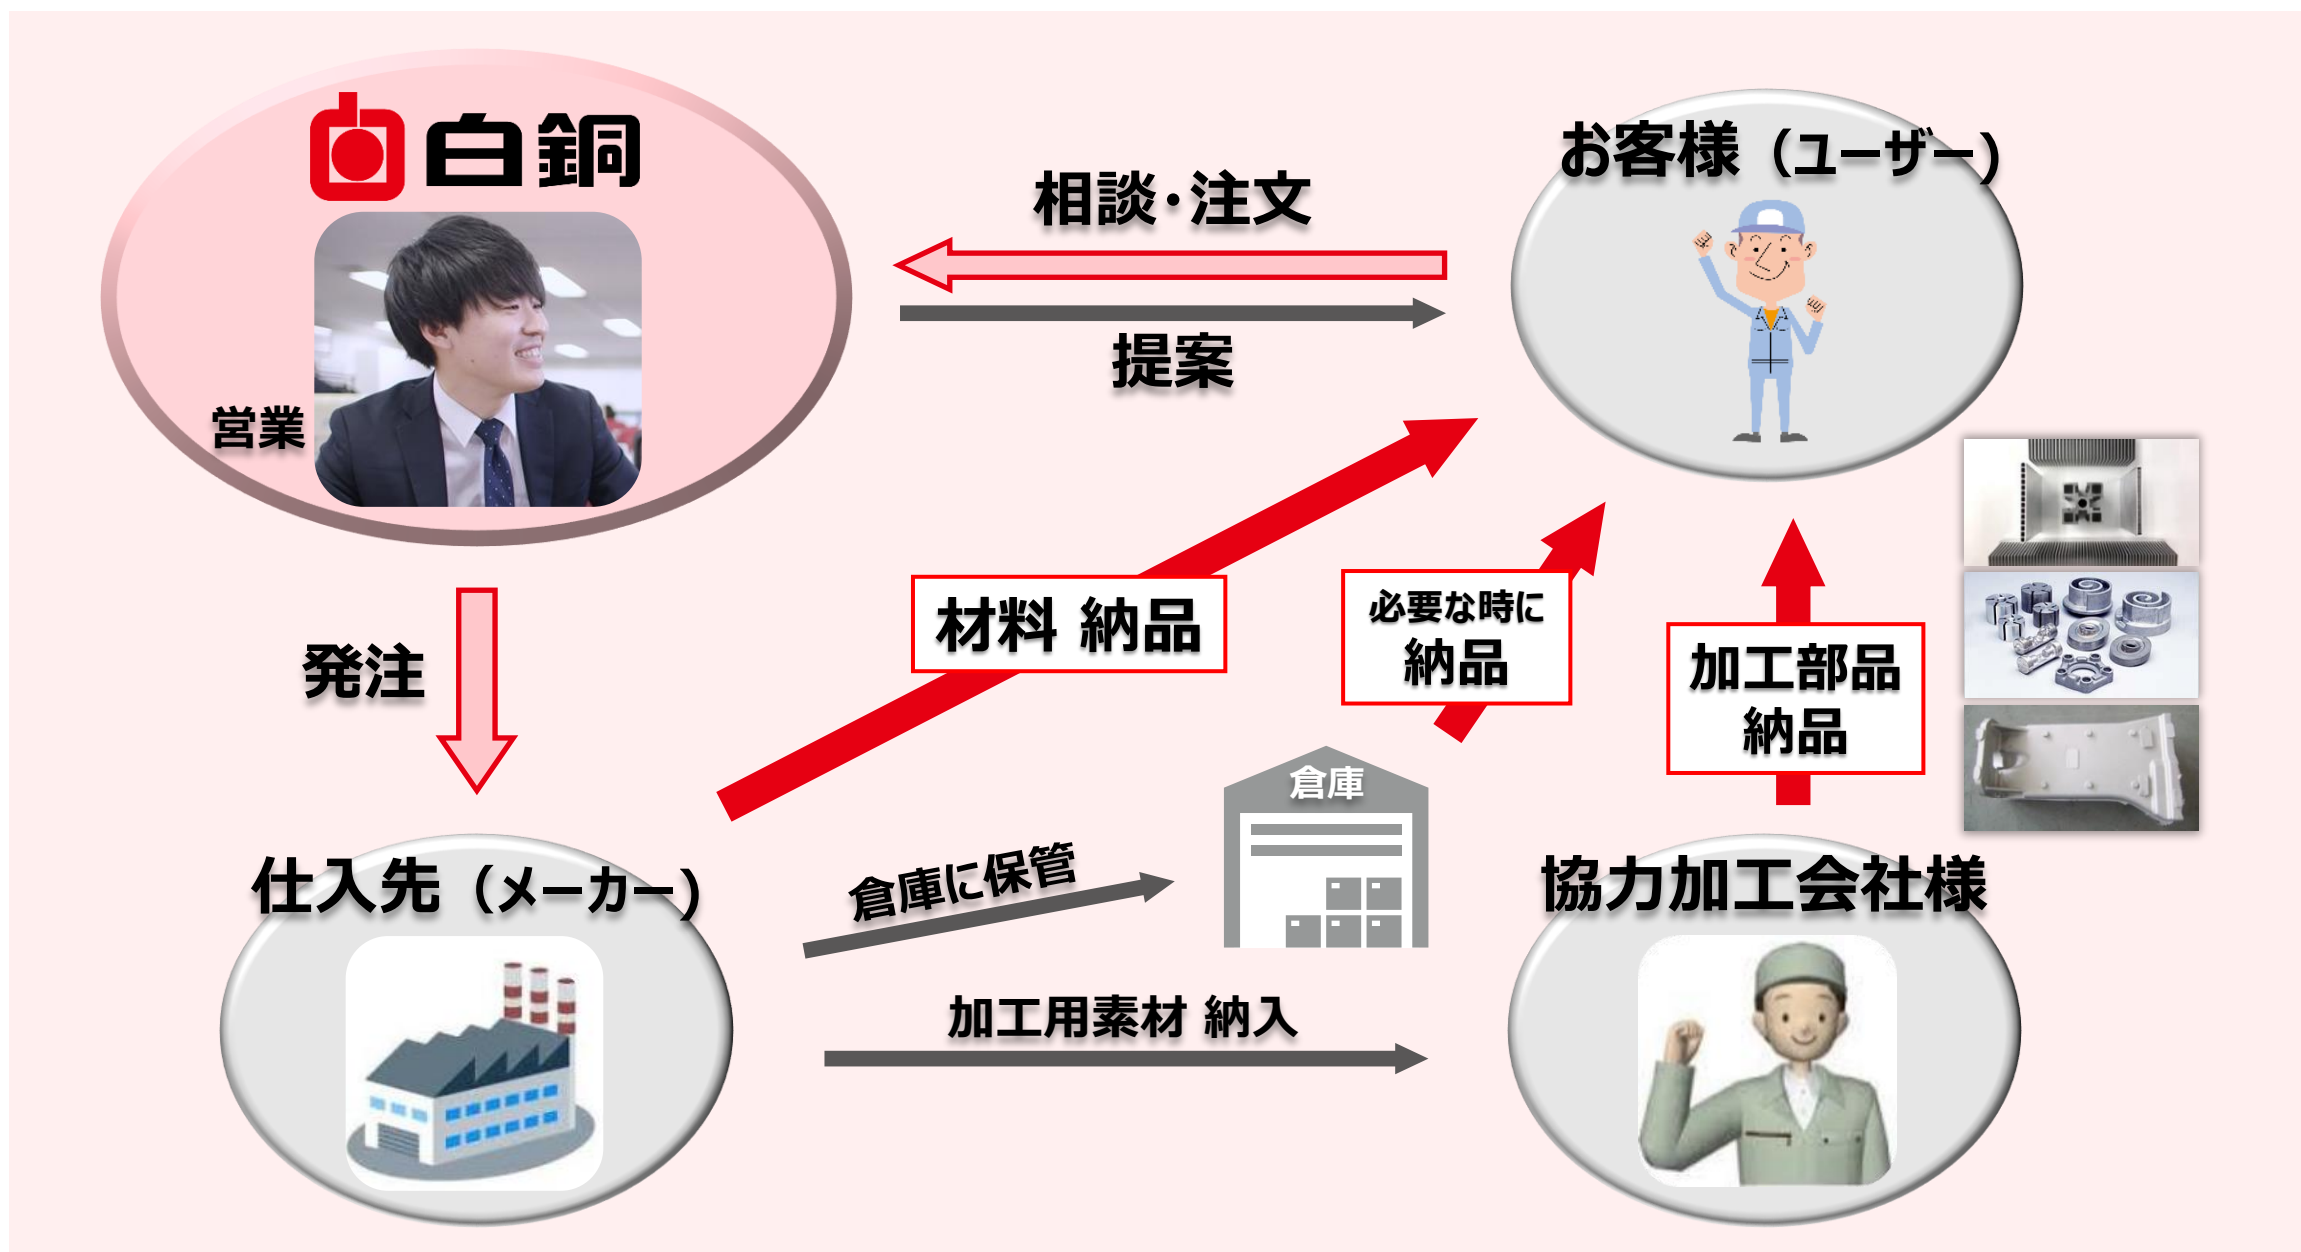 白銅
営業
相談・注文
提案
お客様（ユーザー）
発注
材料 納品
必要な時に
納品
加工部品
納品
倉庫
仕入先（メーカー）
倉庫に保管
加工用素材 納入
協力加工会社様